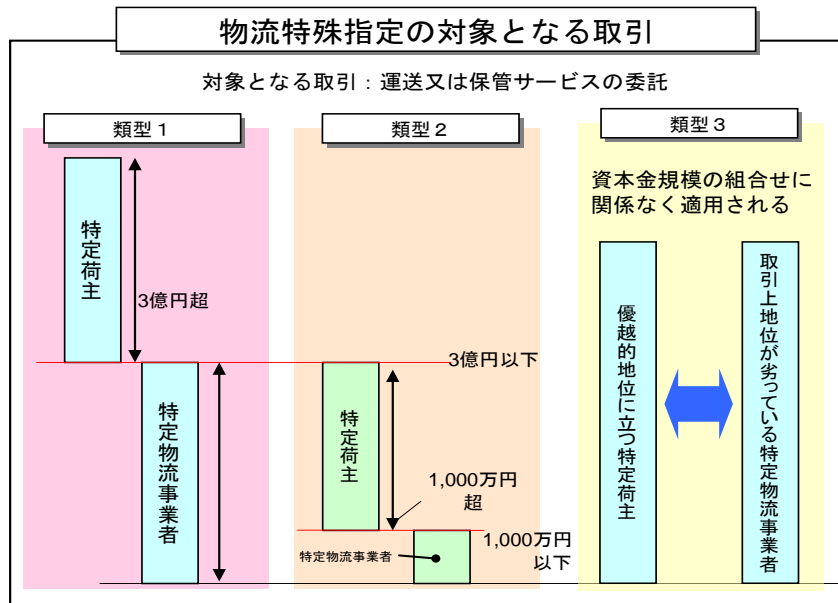 物流特殊指定の対象となる取引
対象となる取引：運送又は保管サービスの委託
類型１
特定荷主
3億円超
特定物流事業者
類型２
3億円以下
特定荷主
1,000万円
超
特定物流事業者
1,000万円
以下
類型３
資本金規模の組合せに
関係なく適用される
優越的地位に立つ特定荷主
取引上地位が劣っている特定物流事業者